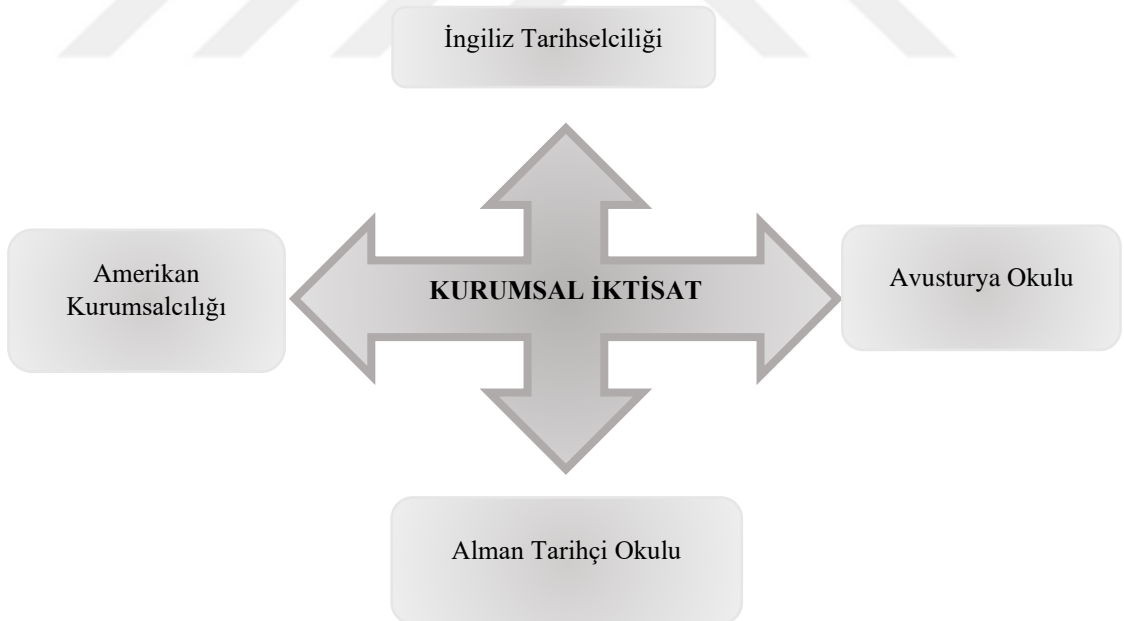 İngiliz Tarihselciliği
Amerikan
Kurumsalcılığı
KURUMSAL İKTİSAT
Avusturya Okulu
Alman Tarihçi Okulu